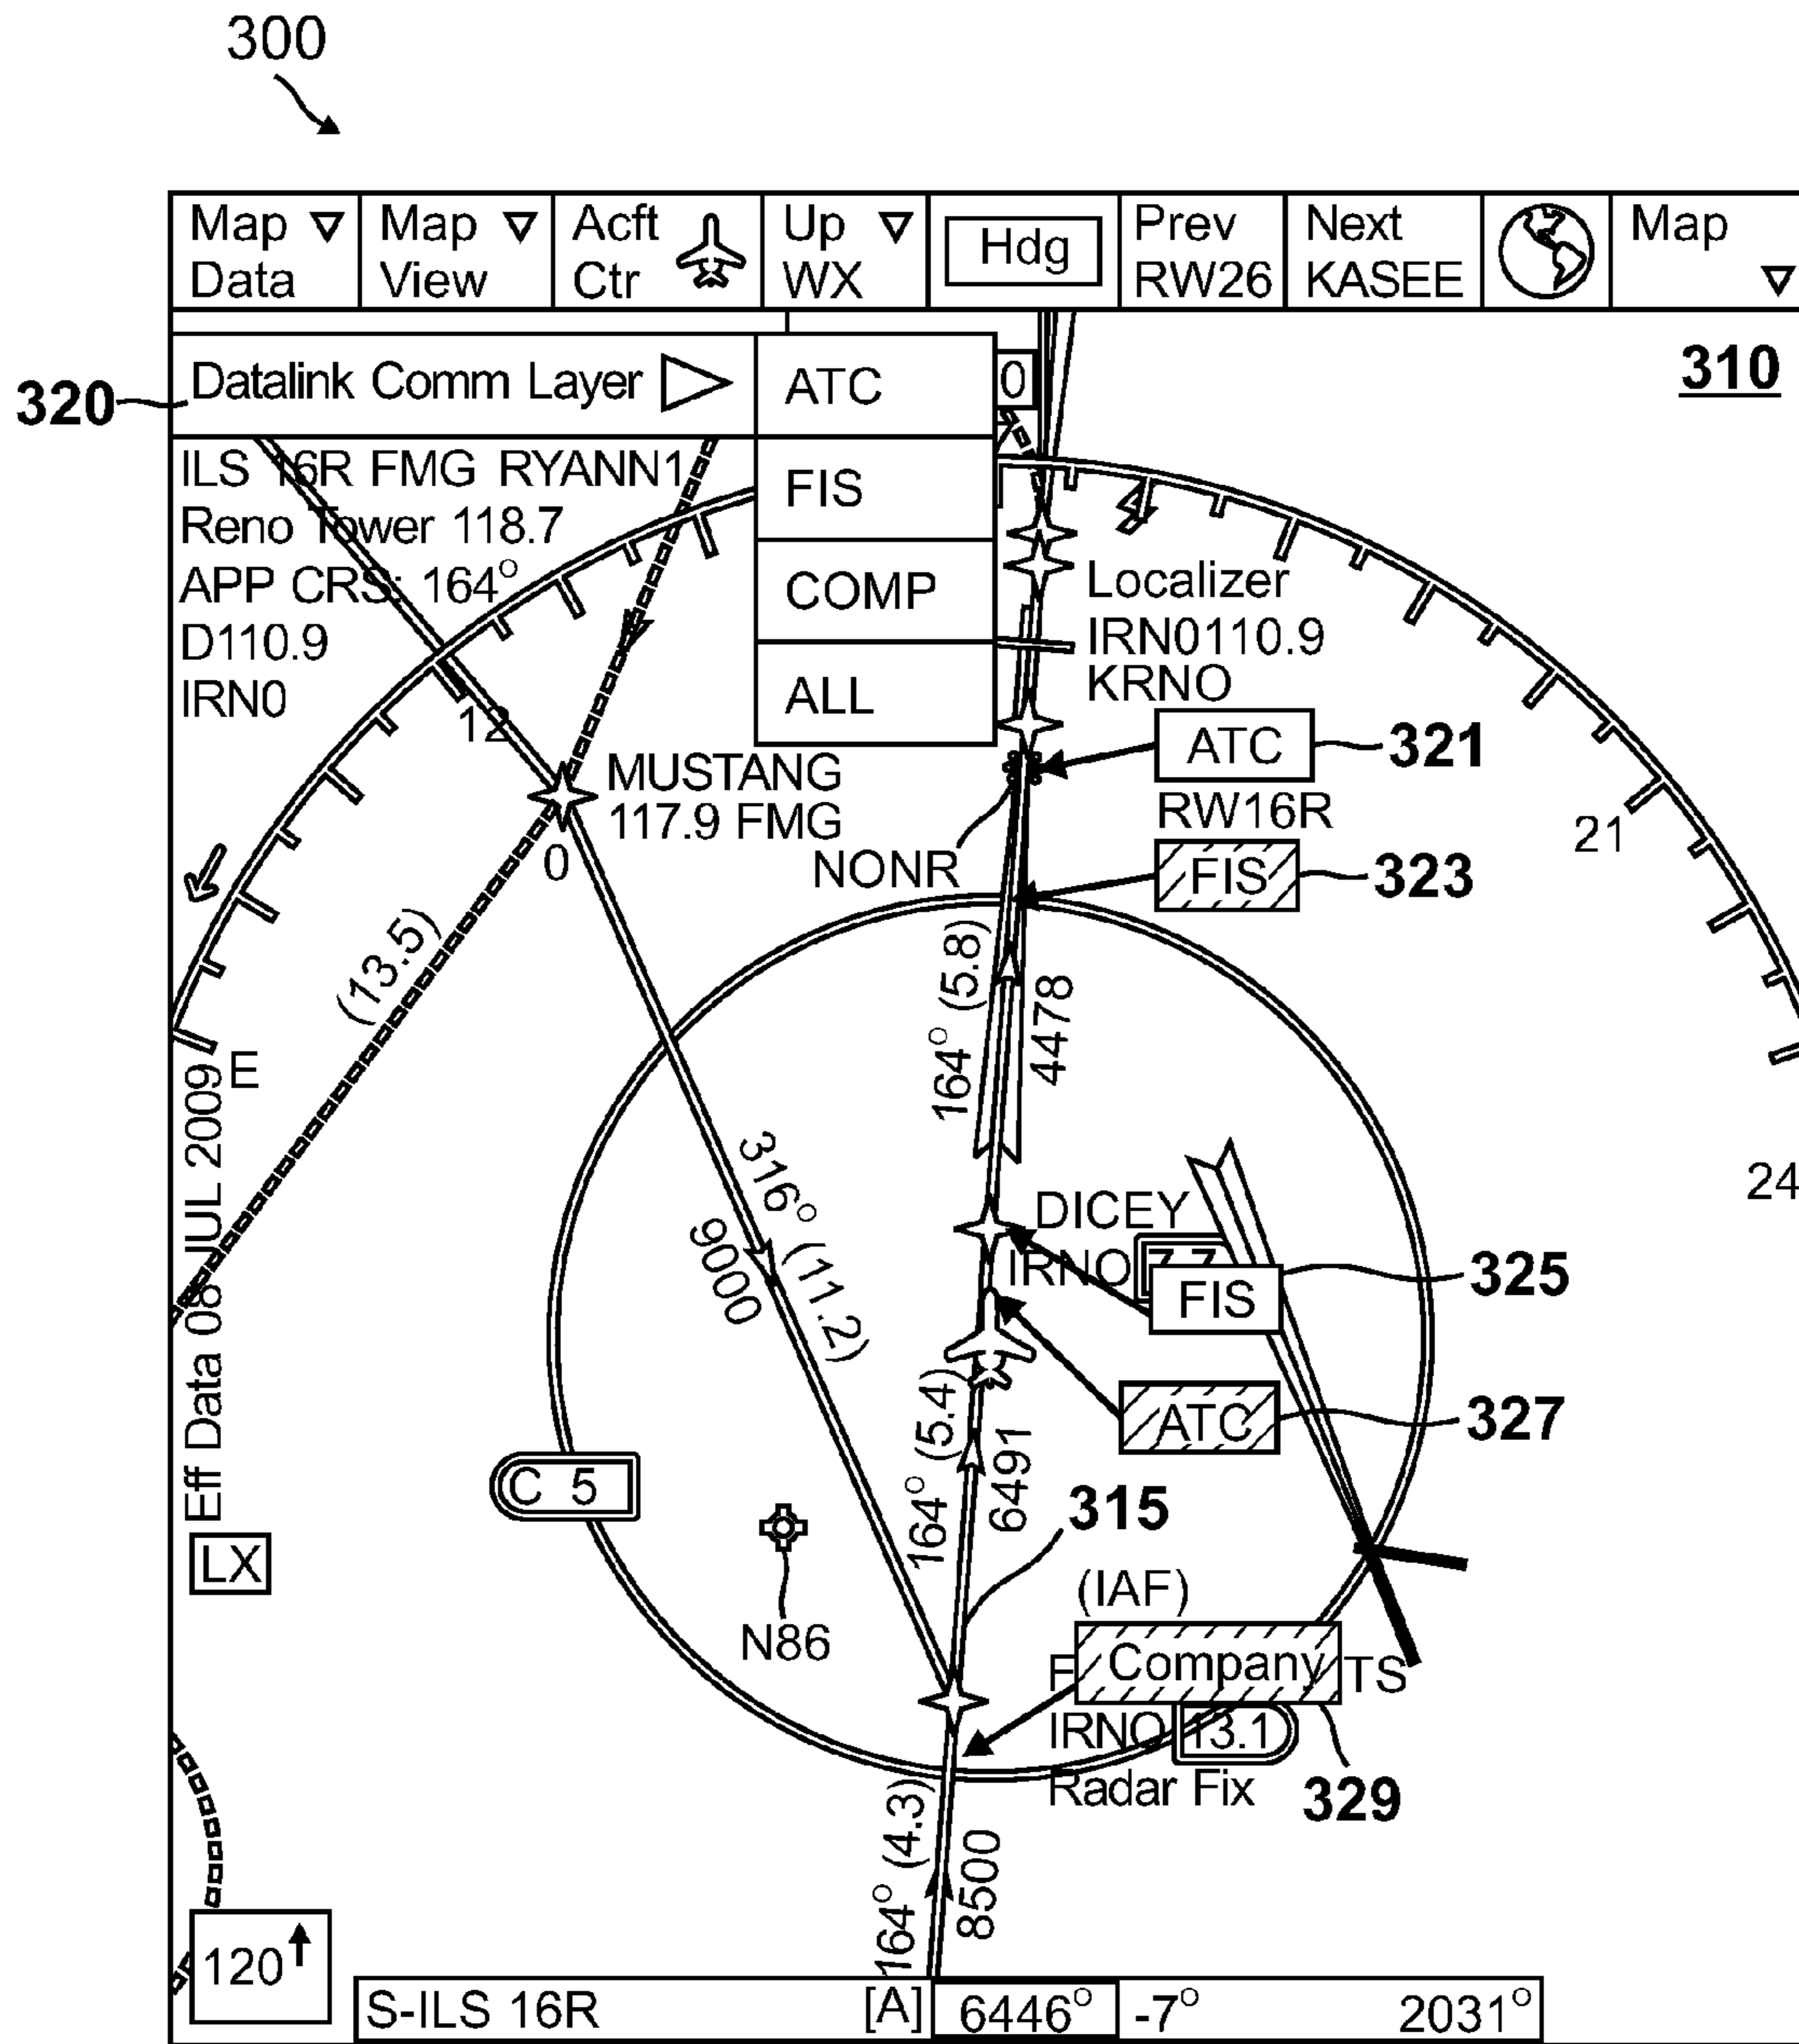 300
Map
Data
Map
View
Acft
Ctr
Up
WX
Hdg
Prev
RW26
Next
KASEE
Map
310
320
Datalink Comm Layer
ATC
0
FIS
COMP
ALL
ILS 16R FMG RYANN1
Reno Tower 118.7
APP CRS: 164°
D110.9
IRN0
12
Localizer
IRN0110.9
KRNO
MUSTANG
117.9 FMG
0
ATC
321
RW16R
NONR
FIS
323
21
(13.5)
164° (5.8)
4478
E
Eff Data 08 JUL 2009
316° (11.2)
9000
24
DICEY
IRNO 7.7
FIS
325
ATC
327
164° (5.4)
6491
315
C 5
LX
N86
(IAF)
F Company TS
IRNO 13.1
Radar Fix
329
164° (4.3)
8500
120
S-ILS 16R
[A]
6446°
-7°
2031°